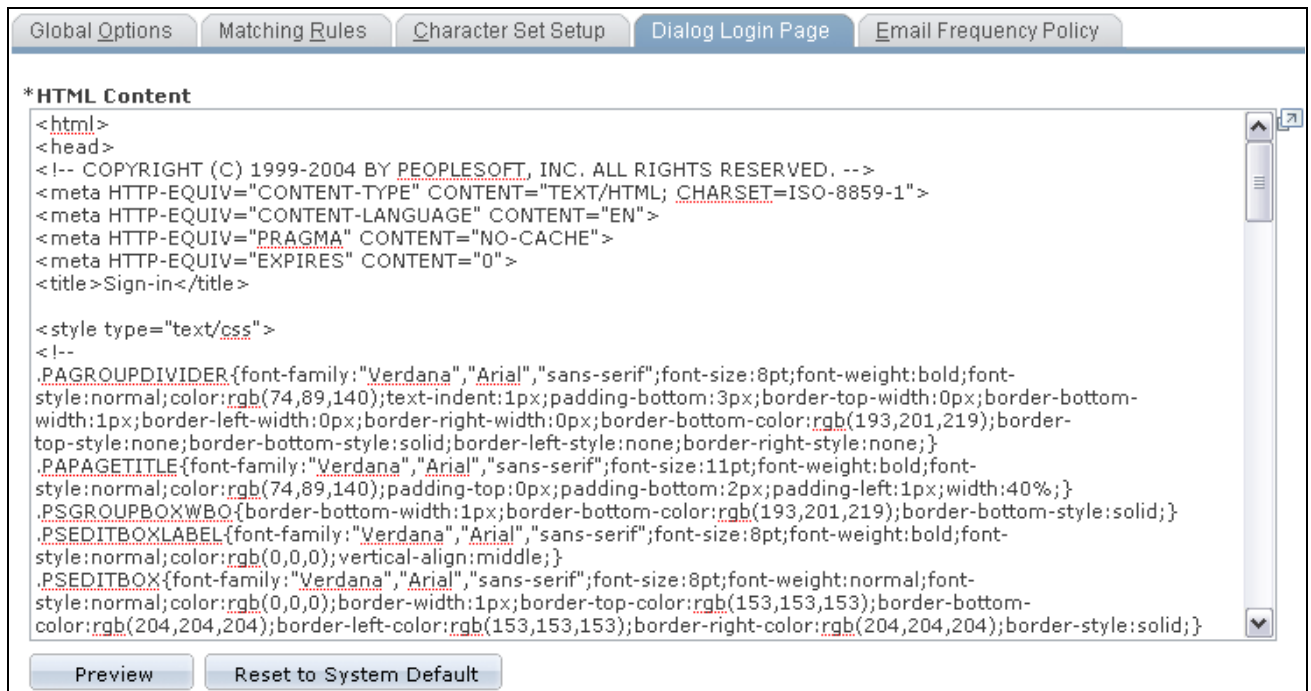 Global Options Matching Rules Character Set Setup Dialog Login Page Email Frequency Policy
*HTML Content
<html>
<head>
<!-- COPYRIGHT (C) 1999-2004 BY PEOPLESOFT, INC. ALL RIGHTS RESERVED. -->
<meta HTTP-EQUIV="CONTENT-TYPE" CONTENT="TEXT/HTML; CHARSET=ISO-8859-1">
<meta HTTP-EQUIV="CONTENT-LANGUAGE" CONTENT="EN">
<meta HTTP-EQUIV="PRAGMA" CONTENT="NO-CACHE">
<meta HTTP-EQUIV="EXPIRES" CONTENT="0">
<title>Sign-in</title>
<style type="text/css">
<!--
.PAGROUPDIVIDER{font-family:"Verdana","Arial","sans-serif";font-size:8pt;font-weight:bold;font-
style:normal;color:rgb(74,89,140);text-indent:1px;padding-bottom:3px;border-top-width:0px;border-bottom-
width:1px;border-left-width:0px;border-right-width:0px;border-bottom-color:rgb(193,201,219);border-
top-style:none;border-bottom-style:solid;border-left-style:none;border-right-style:none;}
.PAPAGETITLE{font-family:"Verdana","Arial","sans-serif";font-size:11pt;font-weight:bold;font-
style:normal;color:rgb(74,89,140);padding-top:0px;padding-bottom:2px;padding-left:1px;width:40%;}
.PSGROUPBOXWBO{border-bottom-width:1px;border-bottom-color:rgb(193,201,219);border-bottom-style:solid;}
.PSEDITBOXLABEL{font-family:"Verdana","Arial","sans-serif";font-size:8pt;font-weight:bold;font-
style:normal;color:rgb(0,0,0);vertical-align:middle;}
.PSEDITBOX{font-family:"Verdana","Arial","sans-serif";font-size:8pt;font-weight:normal;font-
style:normal;color:rgb(0,0,0);border-width:1px;border-top-color:rgb(153,153,153);border-bottom-
color:rgb(204,204,204);border-left-color:rgb(153,153,153);border-right-color:rgb(204,204,204);border-style:solid;}
Preview Reset to System Default